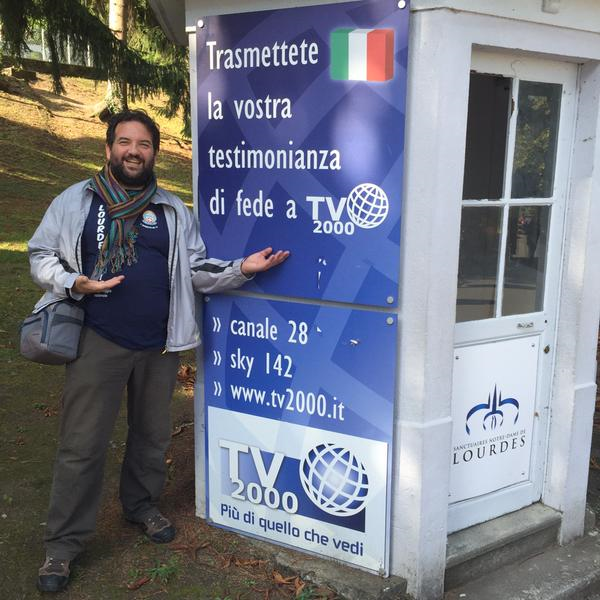 Trasmettete
la vostra
testimonianza
di fede a TV
2000
» canale 28
» sky 142
» www.tv2000.it
TV
2000
Più di quello che vedi
SANCTUAIRES NOTRE-DAME DE
LOURDES
LOURDES